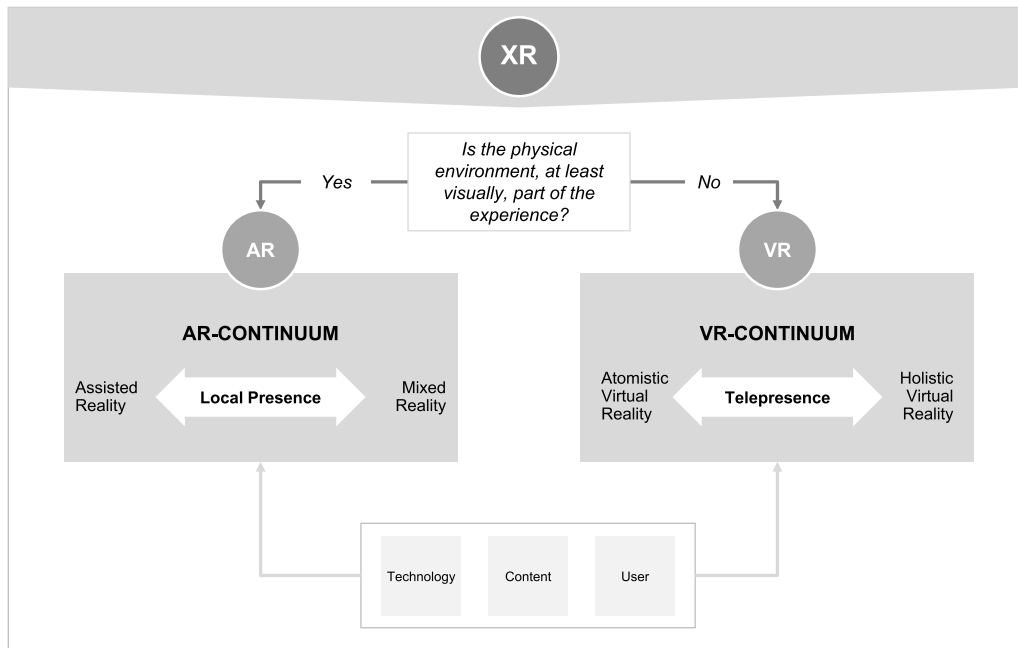 XR
Is the physical
environment, at least
visually, part of the
experience?
Yes
No
AR
VR
AR-CONTINUUM
Assisted
Reality
Local Presence
Mixed
Reality
VR-CONTINUUM
Atomistic
Virtual
Reality
Telepresence
Holistic
Virtual
Reality
Technology
Content
User